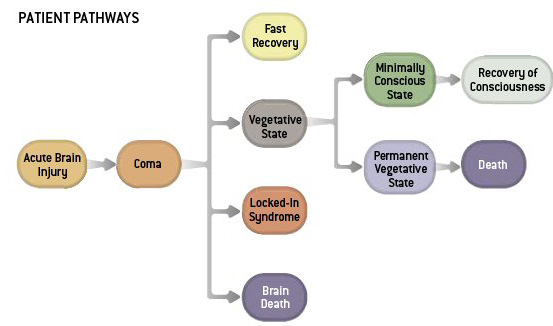 PATIENT PATHWAYS
Fast
Recovery
Minimally
Conscious
State
Recovery of
Consciousness
Vegetative
State
Acute Brain
Injury
Coma
Permanent
Vegetative
State
Death
Locked-In
Syndrome
Brain
Death